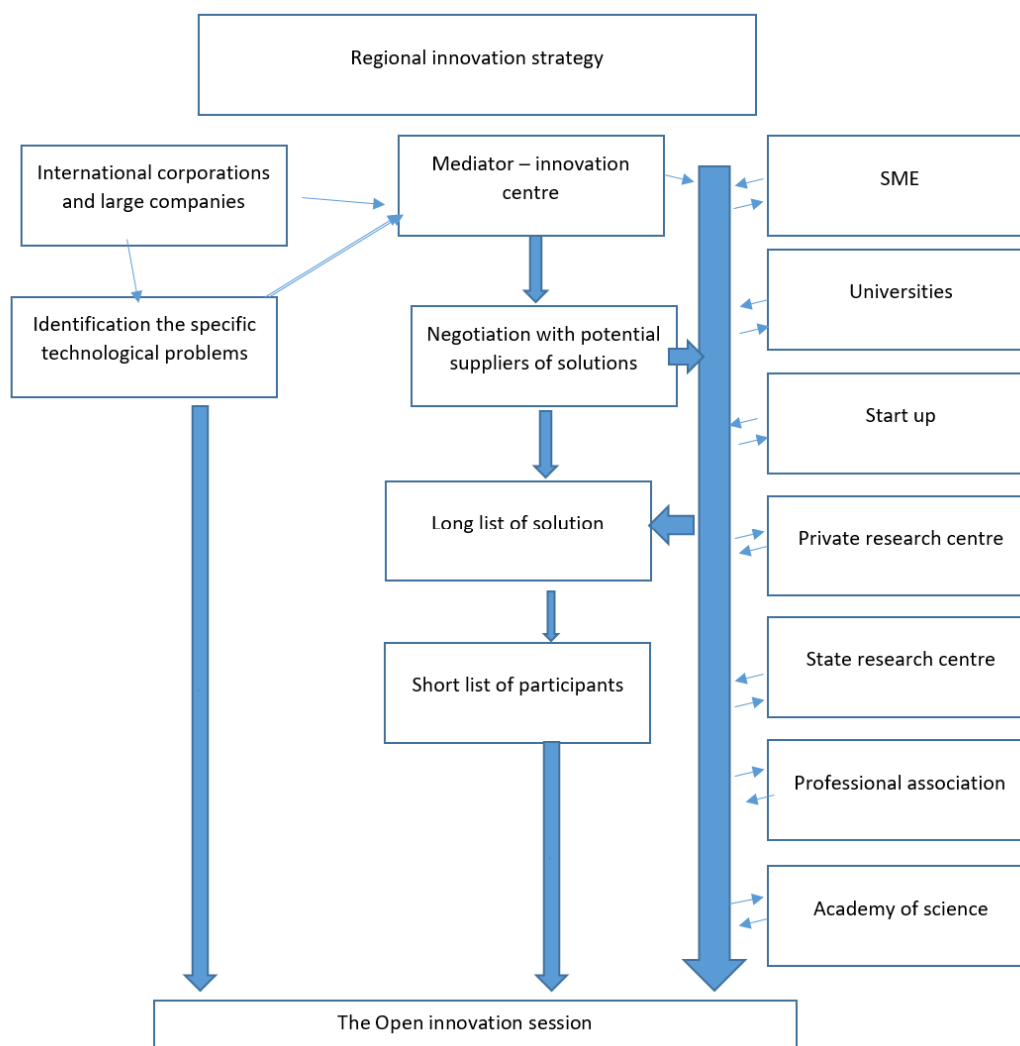 Regional innovation strategy
International corporations
and large companies
Mediator – innovation
centre
SME
Identification the specific
technological problems
Negotiation with potential
suppliers of solutions
Universities
Start up
Long list of solution
Private research centre
Short list of participants
State research centre
Professional association
Academy of science
The Open innovation session